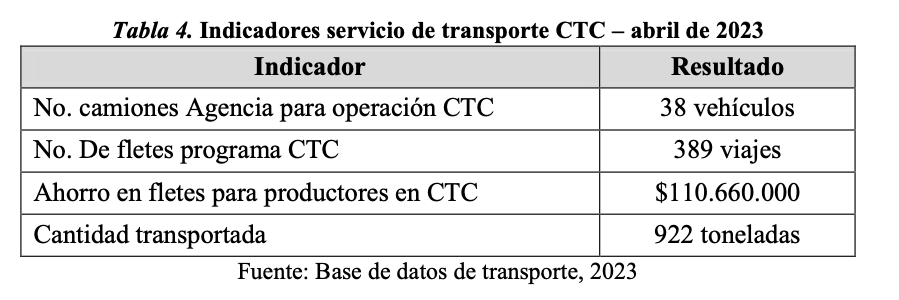 Tabla 4. Indicadores servicio de transporte CTC – abril de 2023
Indicador Resultado
No. camiones Agencia para operación CTC 38 vehículos
No. De fletes programa CTC 389 viajes
Ahorro en fletes para productores en CTC $110.660.000
Cantidad transportada 922 toneladas
Fuente: Base de datos de transporte, 2023